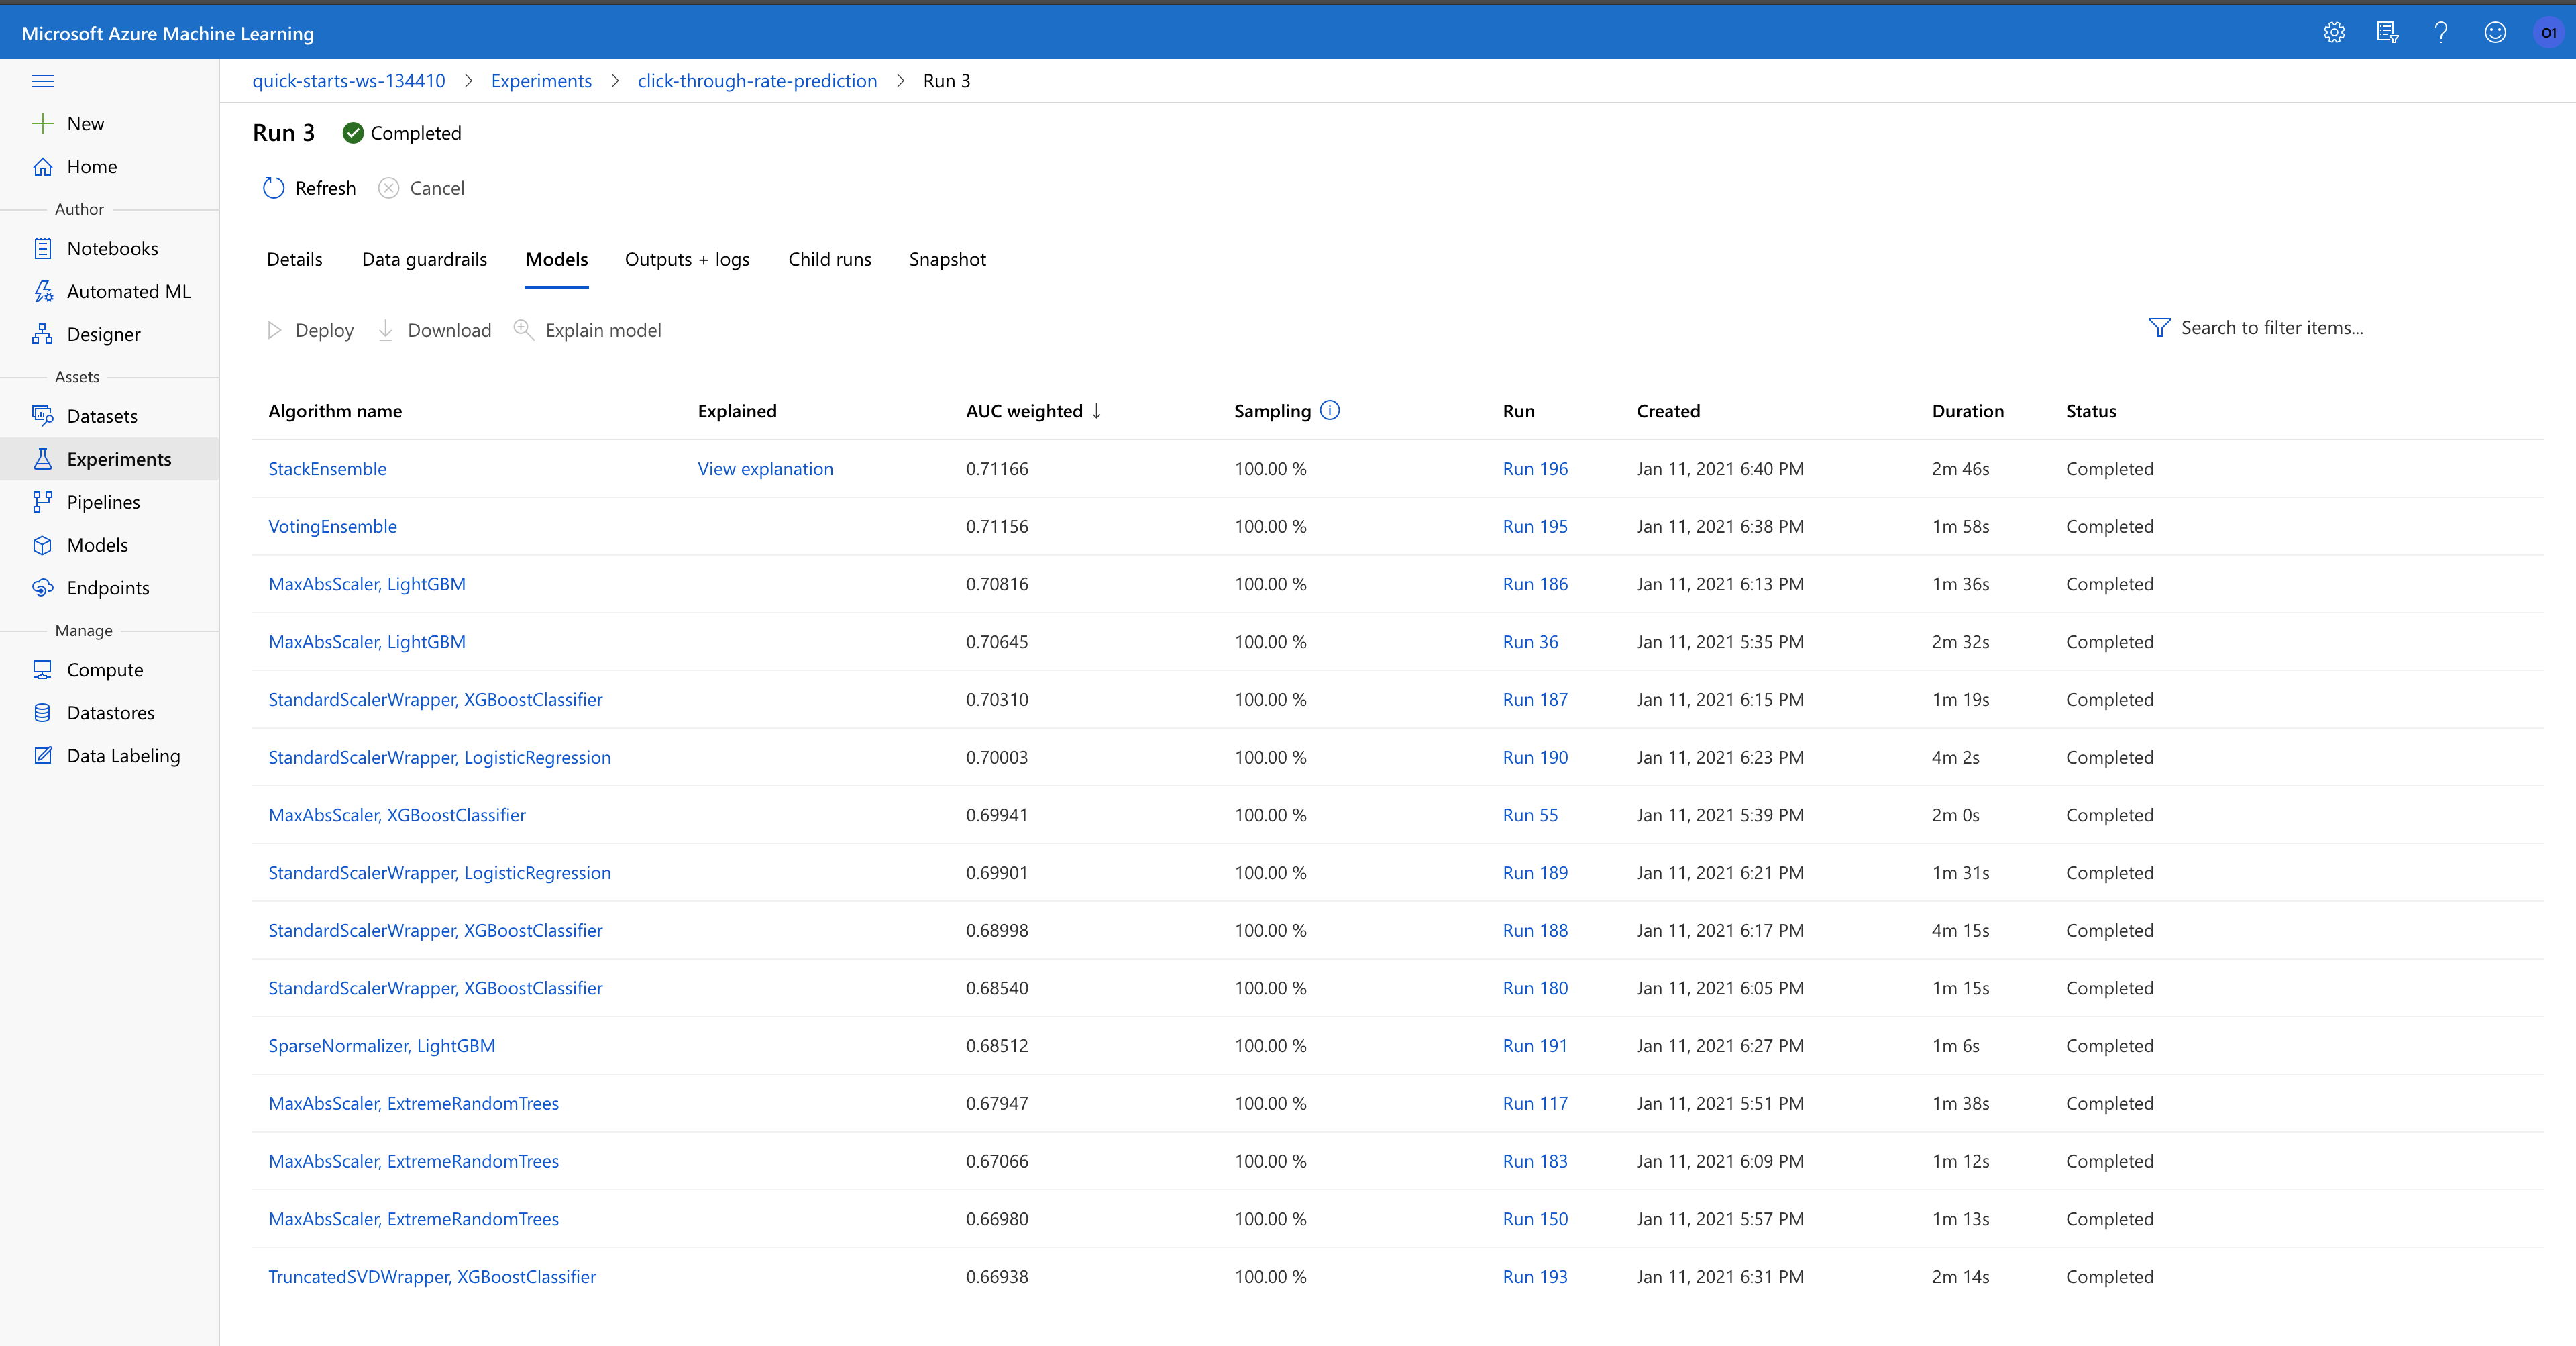 Microsoft Azure Machine Learning
O1
quick-starts-ws-134410 > Experiments > click-through-rate-prediction > Run 3
New
Home
Author
Notebooks
Automated ML
Designer
Assets
Datasets
Experiments
Pipelines
Models
Endpoints
Manage
Compute
Datastores
Data Labeling
Run 3 Completed
Refresh Cancel
Details Data guardrails Models Outputs + logs Child runs Snapshot
Deploy Download Explain model Search to filter items...
Algorithm name Explained AUC weighted ↓ Sampling Run Created Duration Status
StackEnsemble View explanation 0.71166 100.00 % Run 196 Jan 11, 2021 6:40 PM 2m 46s Completed
VotingEnsemble 0.71156 100.00 % Run 195 Jan 11, 2021 6:38 PM 1m 58s Completed
MaxAbsScaler, LightGBM 0.70816 100.00 % Run 186 Jan 11, 2021 6:13 PM 1m 36s Completed
MaxAbsScaler, LightGBM 0.70645 100.00 % Run 36 Jan 11, 2021 5:35 PM 2m 32s Completed
StandardScalerWrapper, XGBoostClassifier 0.70310 100.00 % Run 187 Jan 11, 2021 6:15 PM 1m 19s Completed
StandardScalerWrapper, LogisticRegression 0.70003 100.00 % Run 190 Jan 11, 2021 6:23 PM 4m 2s Completed
MaxAbsScaler, XGBoostClassifier 0.69941 100.00 % Run 55 Jan 11, 2021 5:39 PM 2m 0s Completed
StandardScalerWrapper, LogisticRegression 0.69901 100.00 % Run 189 Jan 11, 2021 6:21 PM 1m 31s Completed
StandardScalerWrapper, XGBoostClassifier 0.68998 100.00 % Run 188 Jan 11, 2021 6:17 PM 4m 15s Completed
StandardScalerWrapper, XGBoostClassifier 0.68540 100.00 % Run 180 Jan 11, 2021 6:05 PM 1m 15s Completed
SparseNormalizer, LightGBM 0.68512 100.00 % Run 191 Jan 11, 2021 6:27 PM 1m 6s Completed
MaxAbsScaler, ExtremeRandomTrees 0.67947 100.00 % Run 117 Jan 11, 2021 5:51 PM 1m 38s Completed
MaxAbsScaler, ExtremeRandomTrees 0.67066 100.00 % Run 183 Jan 11, 2021 6:09 PM 1m 12s Completed
MaxAbsScaler, ExtremeRandomTrees 0.66980 100.00 % Run 150 Jan 11, 2021 5:57 PM 1m 13s Completed
TruncatedSVDWrapper, XGBoostClassifier 0.66938 100.00 % Run 193 Jan 11, 2021 6:31 PM 2m 14s Completed